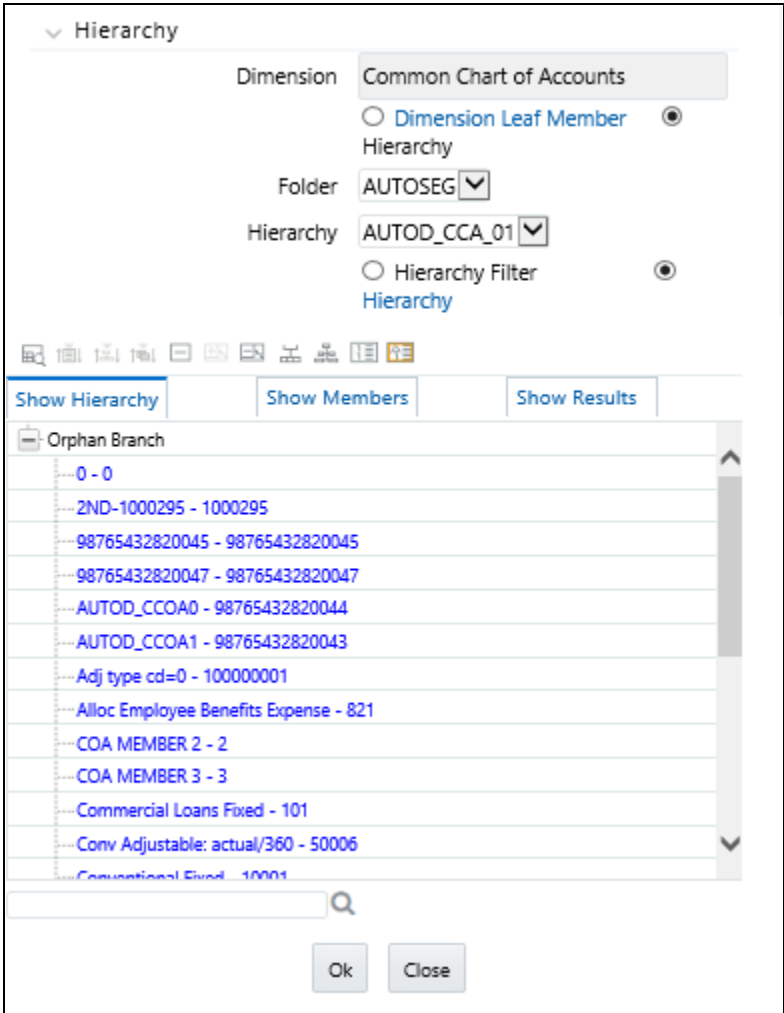 Hierarchy
Dimension Common Chart of Accounts
Dimension Leaf Member
Hierarchy
Folder AUTOSEG
Hierarchy AUTOD_CCA_01
Hierarchy Filter
Hierarchy
Show Hierarchy Show Members Show Results
Orphan Branch
0 - 0
2ND-1000295 - 1000295
98765432820045 - 98765432820045
98765432820047 - 98765432820047
AUTOD_CCOA0 - 98765432820044
AUTOD_CCOA1 - 98765432820043
Adj type cd=0 - 100000001
Alloc Employee Benefits Expense - 821
COA MEMBER 2 - 2
COA MEMBER 3 - 3
Commercial Loans Fixed - 101
Conv Adjustable: actual/360 - 50006
Conventional Fixed - 10001
Ok Close